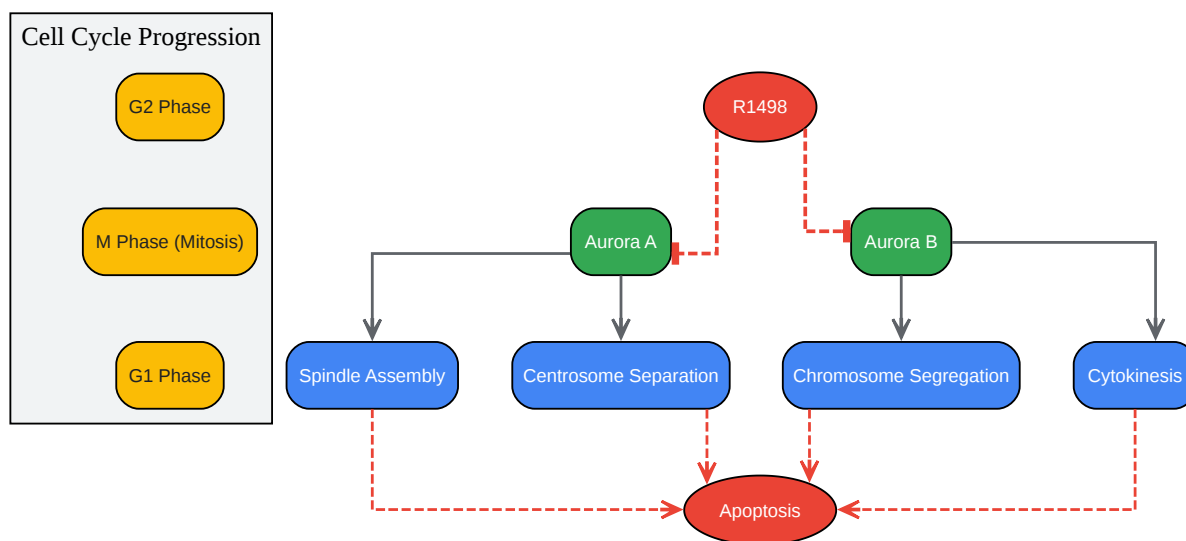 Cell Cycle Progression
G2 Phase
M Phase (Mitosis)
G1 Phase
R1498
Aurora A
Aurora B
Spindle Assembly
Centrosome Separation
Chromosome Segregation
Cytokinesis
Apoptosis